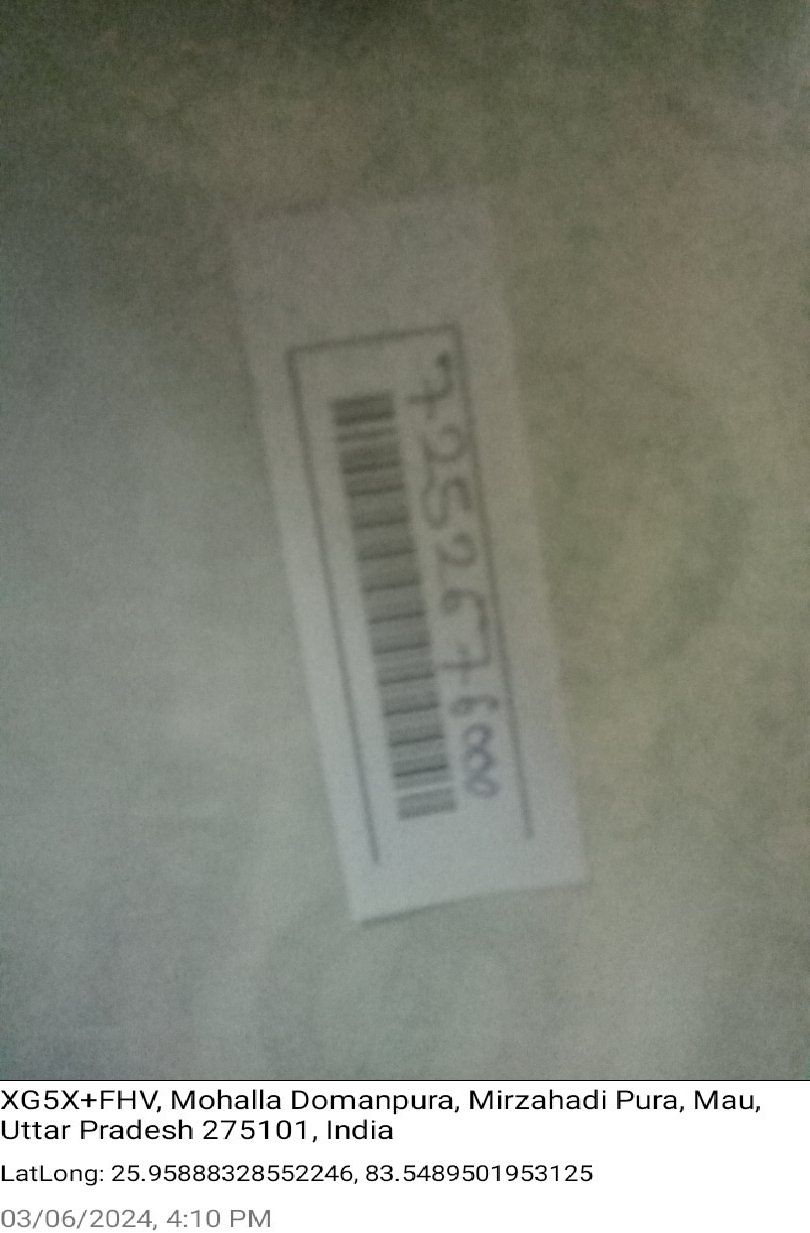 725267688
XG5X+FHV, Mohalla Domanpura, Mirzahadi Pura, Mau,
Uttar Pradesh 275101, India
LatLong: 25.95888328552246, 83.5489501953125
03/06/2024, 4:10 PM